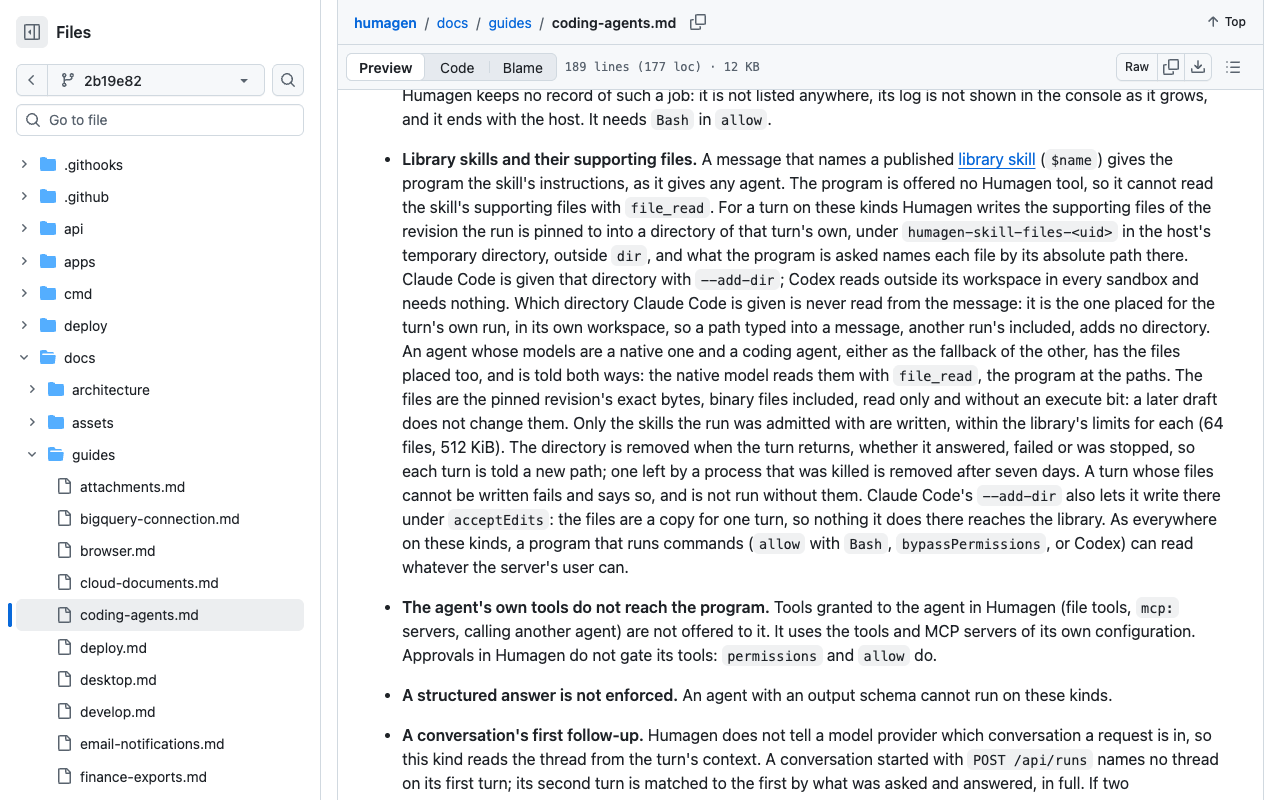 Files
2b19e82
Go to file
.githooks
.github
api
apps
cmd
deploy
docs
architecture
assets
guides
attachments.md
bigquery-connection.md
browser.md
cloud-documents.md
coding-agents.md
deploy.md
desktop.md
develop.md
email-notifications.md
finance-exports.md
humagen / docs / guides / coding-agents.md
Top
Preview Code Blame 189 lines (177 loc) · 12 KB
Raw
Humagen keeps no record of such a job: it is not listed anywhere, its log is not shown in the console as it grows,
and it ends with the host. It needs Bash in allow.
• Library skills and their supporting files. A message that names a published library skill ($name) gives the
program the skill's instructions, as it gives any agent. The program is offered no Humagen tool, so it cannot read
the skill's supporting files with file_read. For a turn on these kinds Humagen writes the supporting files of the
revision the run is pinned to into a directory of that turn's own, under humagen-skill-files-<uid> in the host's
temporary directory, outside dir, and what the program is asked names each file by its absolute path there.
Claude Code is given that directory with --add-dir; Codex reads outside its workspace in every sandbox and
needs nothing. Which directory Claude Code is given is never read from the message: it is the one placed for the
turn's own run, in its own workspace, so a path typed into a message, another run's included, adds no directory.
An agent whose models are a native one and a coding agent, either as the fallback of the other, has the files
placed too, and is told both ways: the native model reads them with file_read, the program at the paths. The
files are the pinned revision's exact bytes, binary files included, read only and without an execute bit: a later draft
does not change them. Only the skills the run was admitted with are written, within the library's limits for each (64
files, 512 KiB). The directory is removed when the turn returns, whether it answered, failed or was stopped, so
each turn is told a new path; one left by a process that was killed is removed after seven days. A turn whose files
cannot be written fails and says so, and is not run without them. Claude Code's --add-dir also lets it write there
under acceptEdits: the files are a copy for one turn, so nothing it does there reaches the library. As everywhere
on these kinds, a program that runs commands (allow with Bash, bypassPermissions, or Codex) can read
whatever the server's user can.
• The agent's own tools do not reach the program. Tools granted to the agent in Humagen (file tools, mcp:
servers, calling another agent) are not offered to it. It uses the tools and MCP servers of its own configuration.
Approvals in Humagen do not gate its tools: permissions and allow do.
• A structured answer is not enforced. An agent with an output schema cannot run on these kinds.
• A conversation's first follow-up. Humagen does not tell a model provider which conversation a request is in, so
this kind reads the thread from the turn's context. A conversation started with POST /api/runs names no thread
on its first turn; its second turn is matched to the first by what was asked and answered, in full. If two